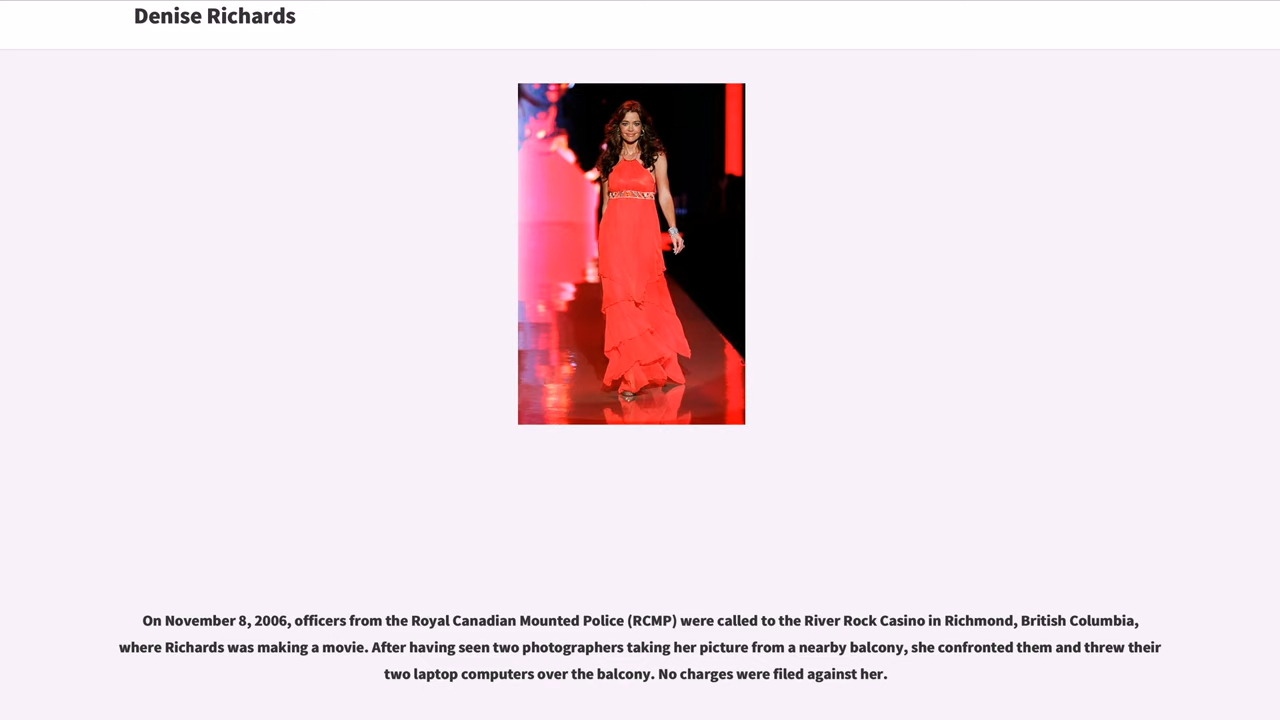 Denise Richards
On November 8, 2006, officers from the Royal Canadian Mounted Police (RCMP) were called to the River Rock Casino in Richmond, British Columbia,
where Richards was making a movie. After having seen two photographers taking her picture from a nearby balcony, she confronted them and threw their
two laptop computers over the balcony. No charges were filed against her.